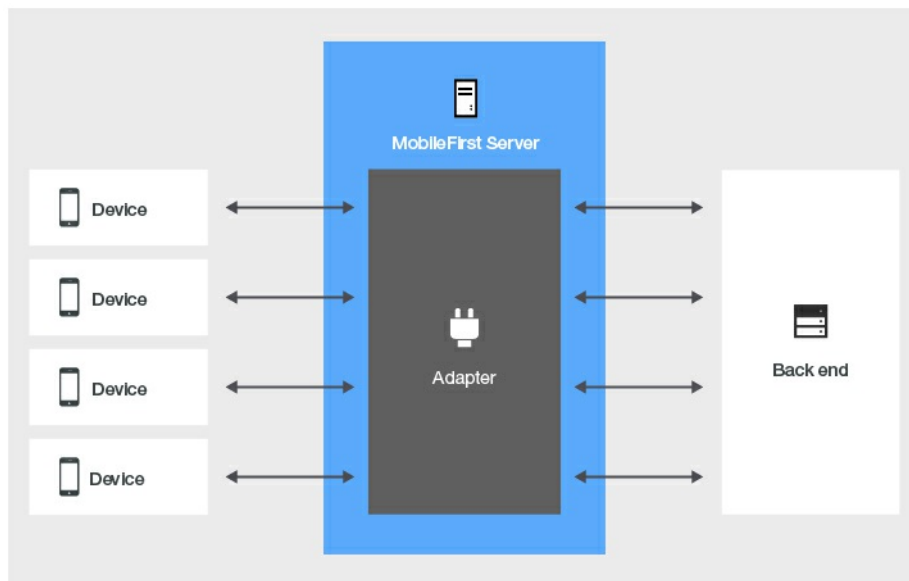 MobileFirst Server
Device
Device
Device
Device
Adapter
Back end